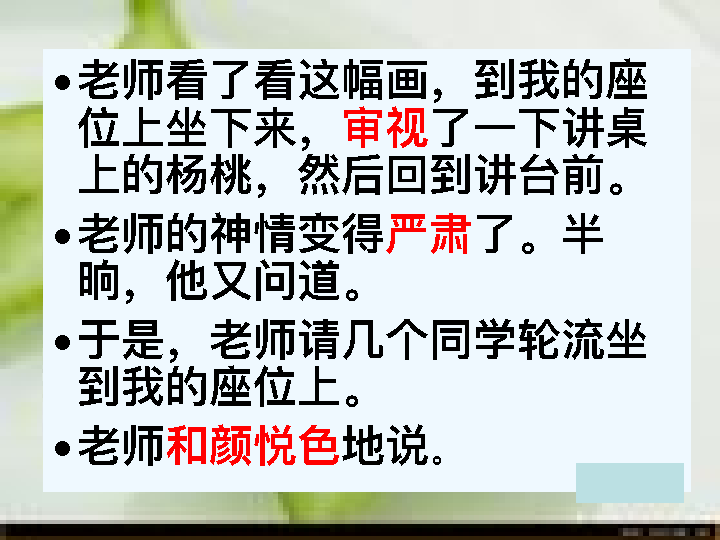 •老师看了看这幅画，到我的座
位上坐下来，审视了一下讲桌
上的杨桃，然后回到讲台前。
•老师的神情变得严肃了。半
晌，他又问道。
•于是，老师请几个同学轮流坐
到我的座位上。
•老师和颜悦色地说。